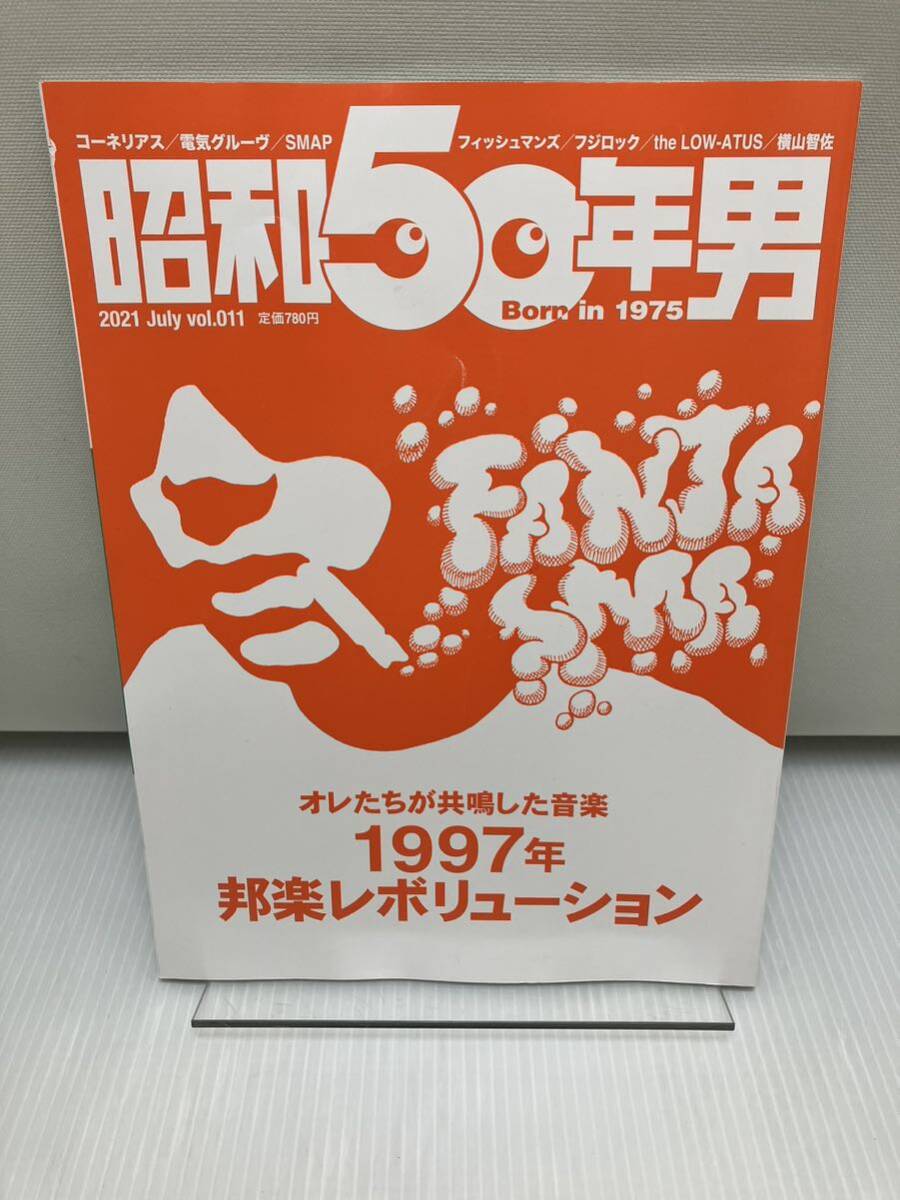 コーネリアス／電気グルーヴ／SMAP フィッシュマンズ／フジロック／the LOW-ATUS／横山智佐
昭和50年男
Born in 1975
2021 July vol.011 定価780円
FANTA
SMA
オレたちが共鳴した音楽
1997年
邦楽レボリューション